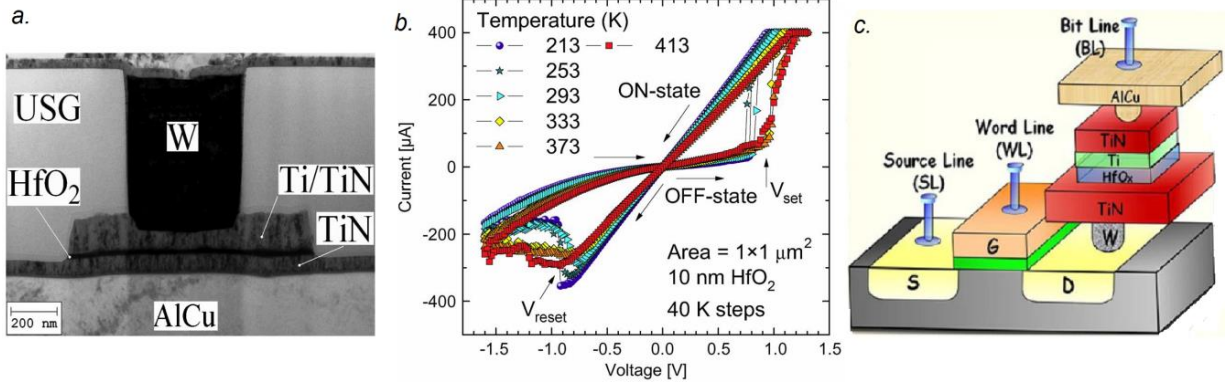 a.
USG
W
HfO2
Ti/TiN
TiN
AlCu
200 nm
b.
Temperature (K)
213 413
253
293
333
373
ON-state
OFF-state
Vset
Vreset
Area = 1×1 μm²
10 nm HfO2
40 K steps
Current [μA]
400
200
0
-200
-400
-1.5 -1.0 -0.5 0.0 0.5 1.0 1.5
Voltage [V]
c.
Bit Line
(BL)
AlCu
Word Line
(WL)
TiN
Ti
HfOx
Source Line
(SL)
TiN
G
W
S
D